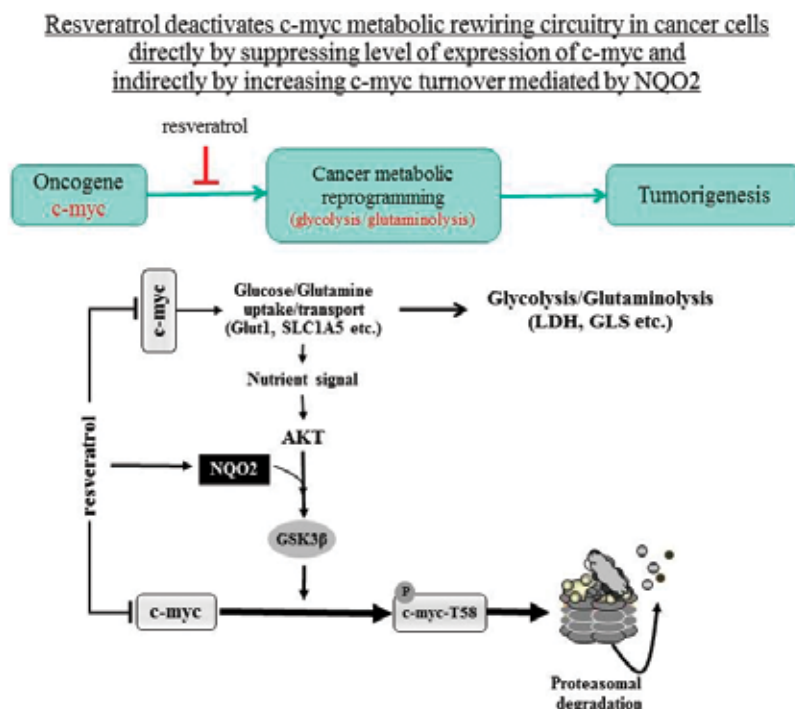 Resveratrol deactivates c-myc metabolic rewiring circuitry in cancer cells
directly by suppressing level of expression of c-myc and
indirectly by increasing c-myc turnover mediated by NQO2
resveratrol
Oncogene
c-myc
Cancer metabolic
reprogramming
(glycolysis/glutaminolysis)
Tumorigenesis
c-myc
Glucose/Glutamine
uptake/transport
(Glut1, SLC1A5 etc.)
Glycolysis/Glutaminolysis
(LDH, GLS etc.)
Nutrient signal
resveratrol
AKT
NQO2
GSK3β
c-myc
P
c-myc-T58
Proteasomal
degradation